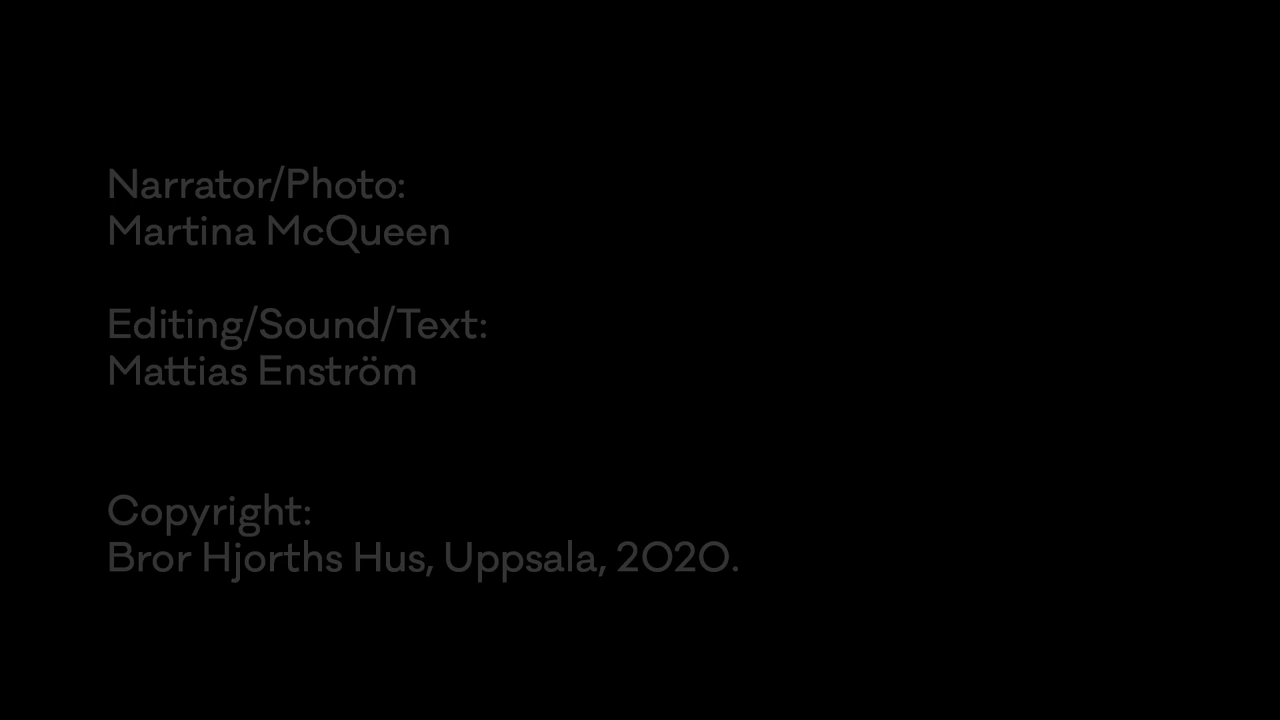 Narrator/Photo:
Martina McQueen
Editing/Sound/Text:
Mattias Enström
Copyright:
Bror Hjorths Hus, Uppsala, 2020.